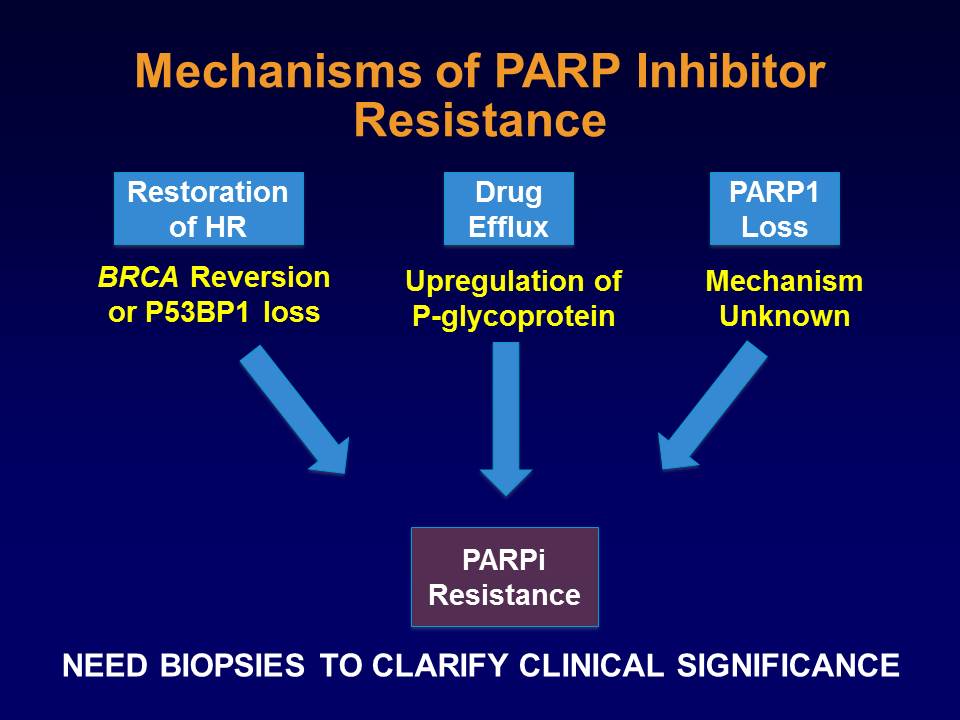 Mechanisms of PARP Inhibitor
Resistance
Restoration
of HR
Drug
Efflux
PARP1
Loss
BRCA Reversion
or P53BP1 loss
Upregulation of
P-glycoprotein
Mechanism
Unknown
PARPi
Resistance
NEED BIOPSIES TO CLARIFY CLINICAL SIGNIFICANCE